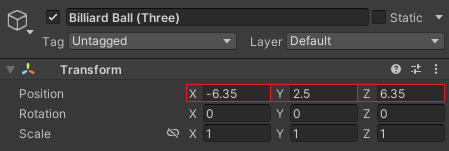 Billiard Ball (Three) Static
Tag Untagged Layer Default
Transform
Position X -6.35 Y 2.5 Z 6.35
Rotation X 0 Y 0 Z 0
Scale X 1 Y 1 Z 1